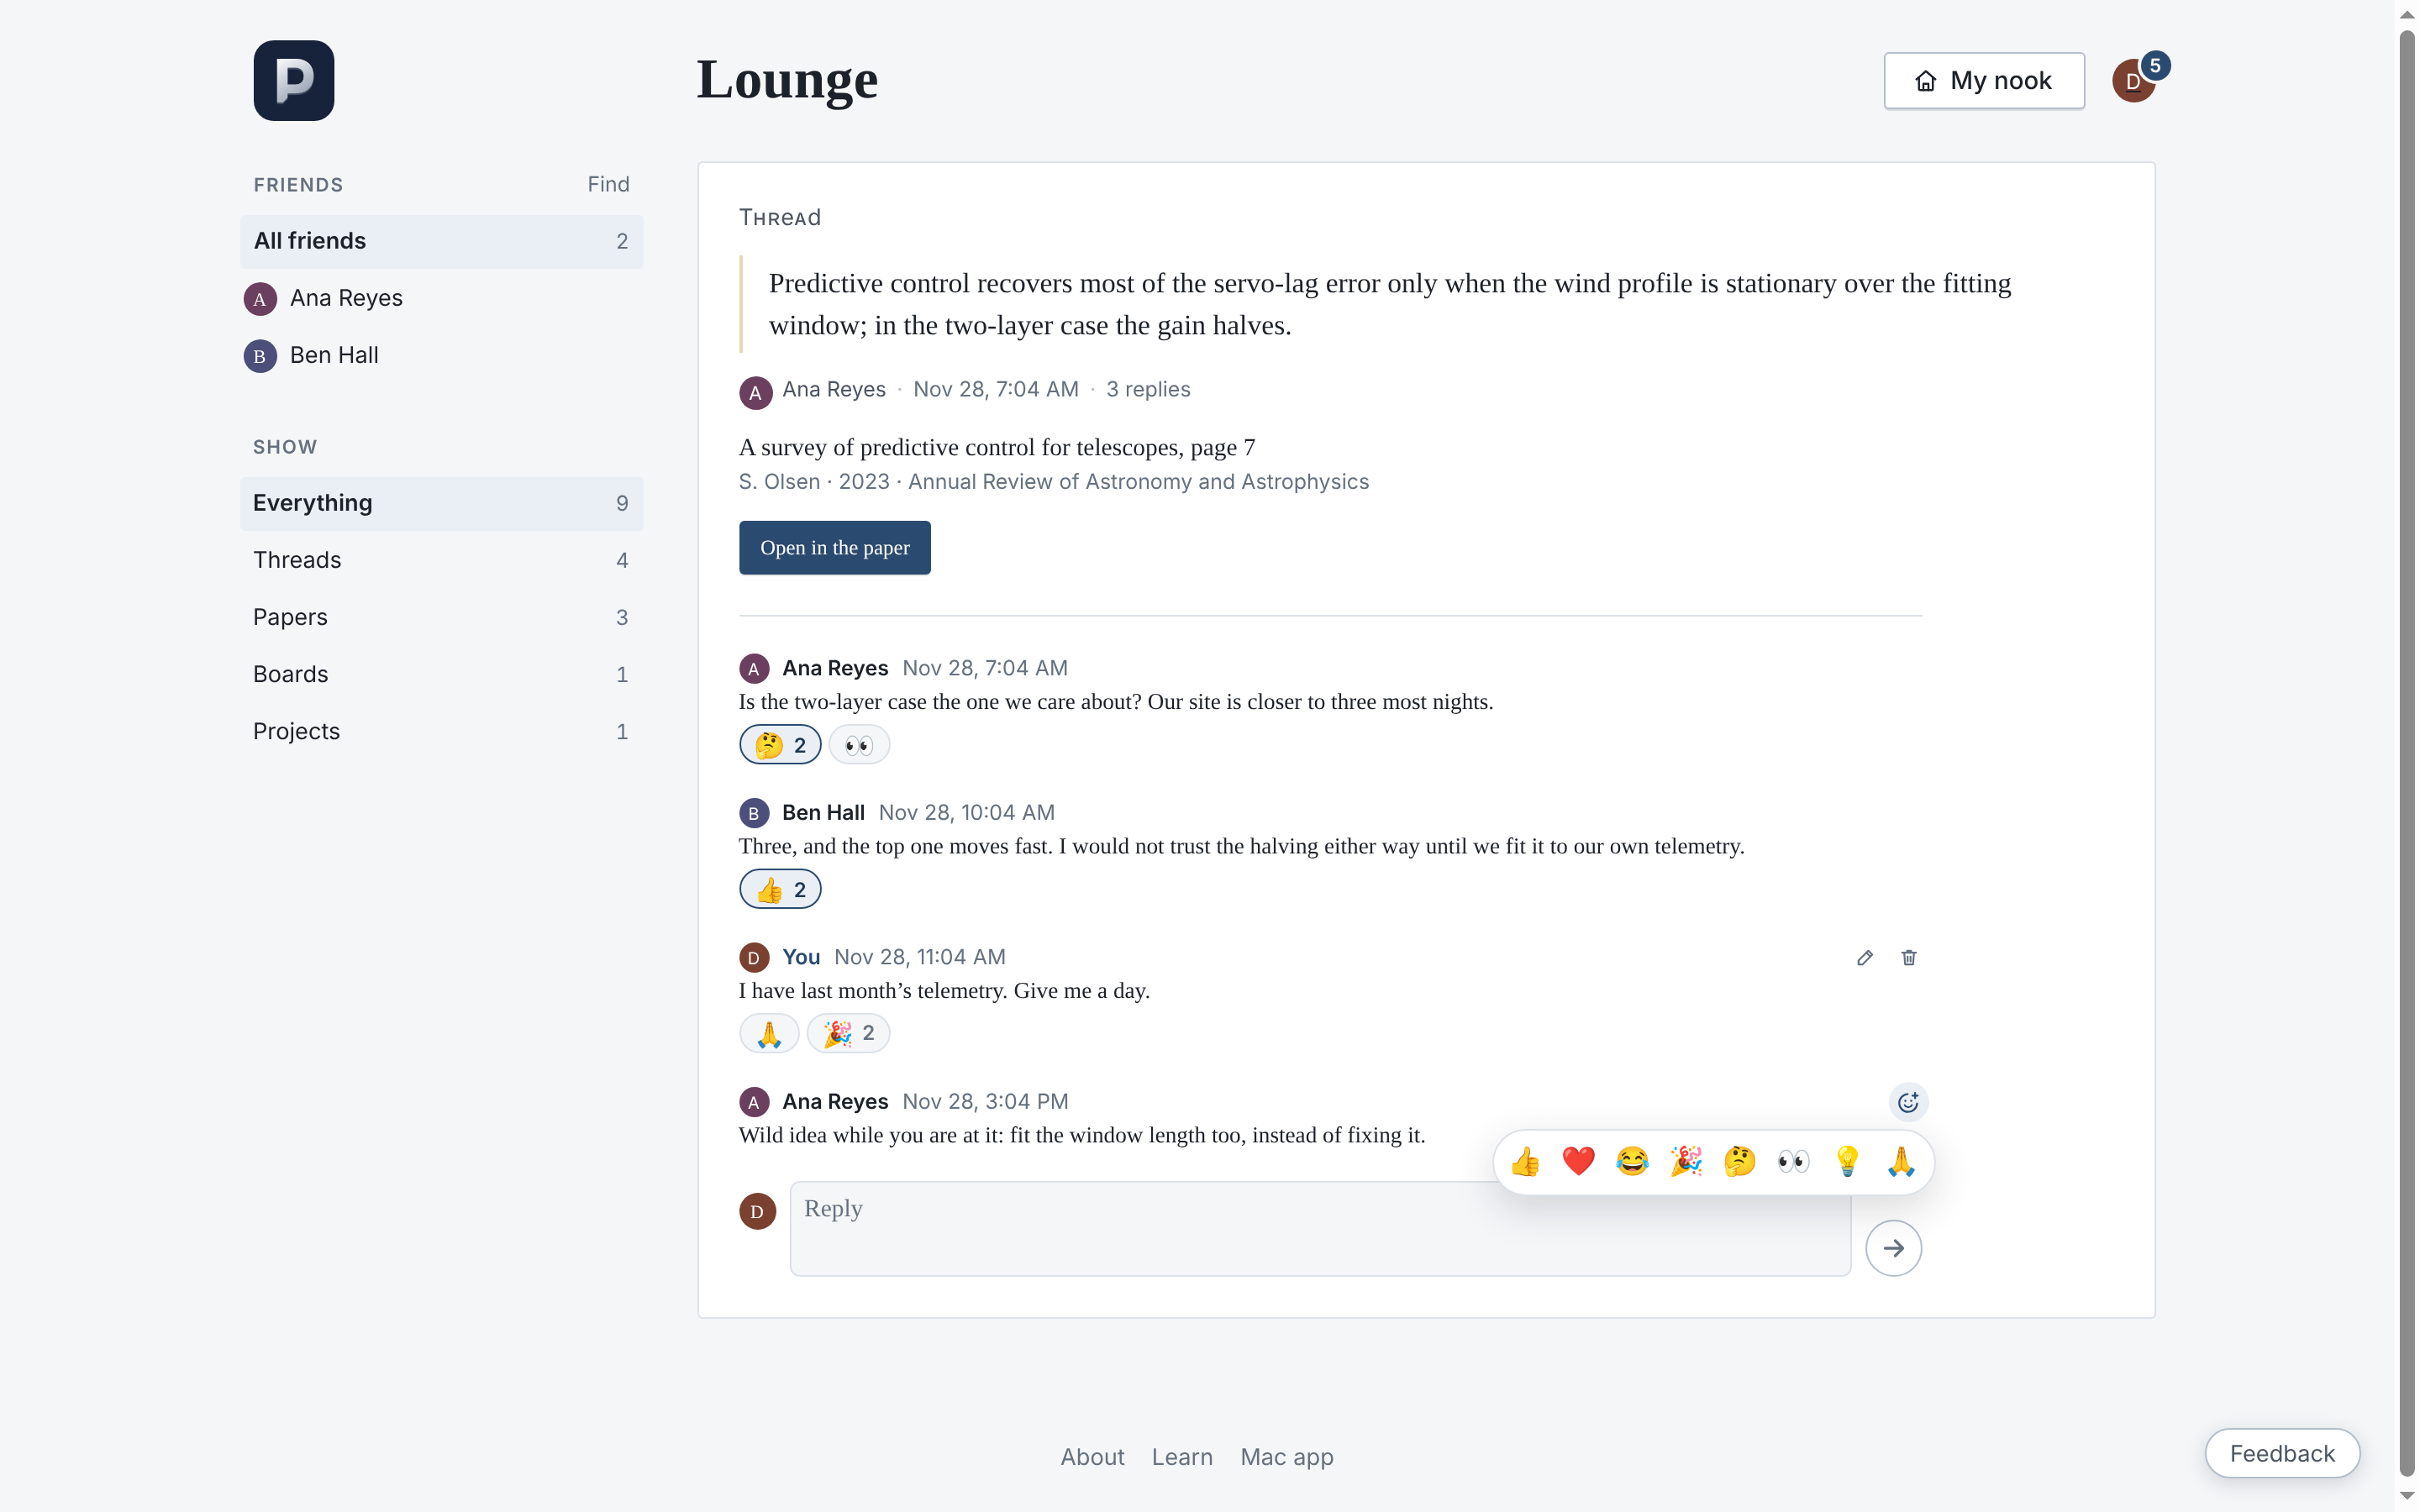 P
Lounge
My nook
D
5
FRIENDS
Find
All friends
2
A
Ana Reyes
B
Ben Hall
SHOW
Everything
9
Threads
4
Papers
3
Boards
1
Projects
1
Thread
Predictive control recovers most of the servo-lag error only when the wind profile is stationary over the fitting
window; in the two-layer case the gain halves.
A
Ana Reyes · Nov 28, 7:04 AM · 3 replies
A survey of predictive control for telescopes, page 7
S. Olsen · 2023 · Annual Review of Astronomy and Astrophysics
Open in the paper
A
Ana Reyes Nov 28, 7:04 AM
Is the two-layer case the one we care about? Our site is closer to three most nights.
🤔 2 👀
B
Ben Hall Nov 28, 10:04 AM
Three, and the top one moves fast. I would not trust the halving either way until we fit it to our own telemetry.
👍 2
D
You Nov 28, 11:04 AM
I have last month’s telemetry. Give me a day.
🙏 🎉 2
A
Ana Reyes Nov 28, 3:04 PM
Wild idea while you are at it: fit the window length too, instead of fixing it.
👍 ❤️ 😂 🎉 🤔 👀 💡 🙏
D
Reply
About Learn Mac app
Feedback